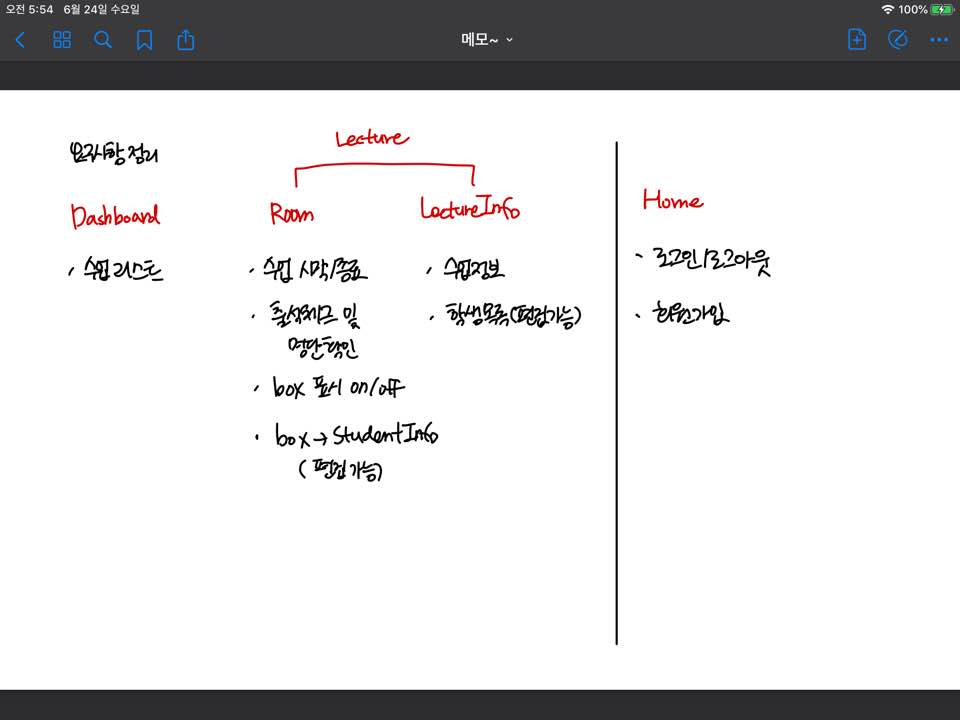 오전 5:54 6월 24일 수요일
100%
메모~
요구사항 정리
Lecture
Dashboard
· 수업 리스트
Room
· 수업 시작/종료
· 출석체크 및
명단확인
· box 표시 on/off
· box → StudentInfo
(편집가능)
LectureInfo
· 수업정보
· 학생목록(편집가능)
Home
· 로그인/로그아웃
· 회원가입